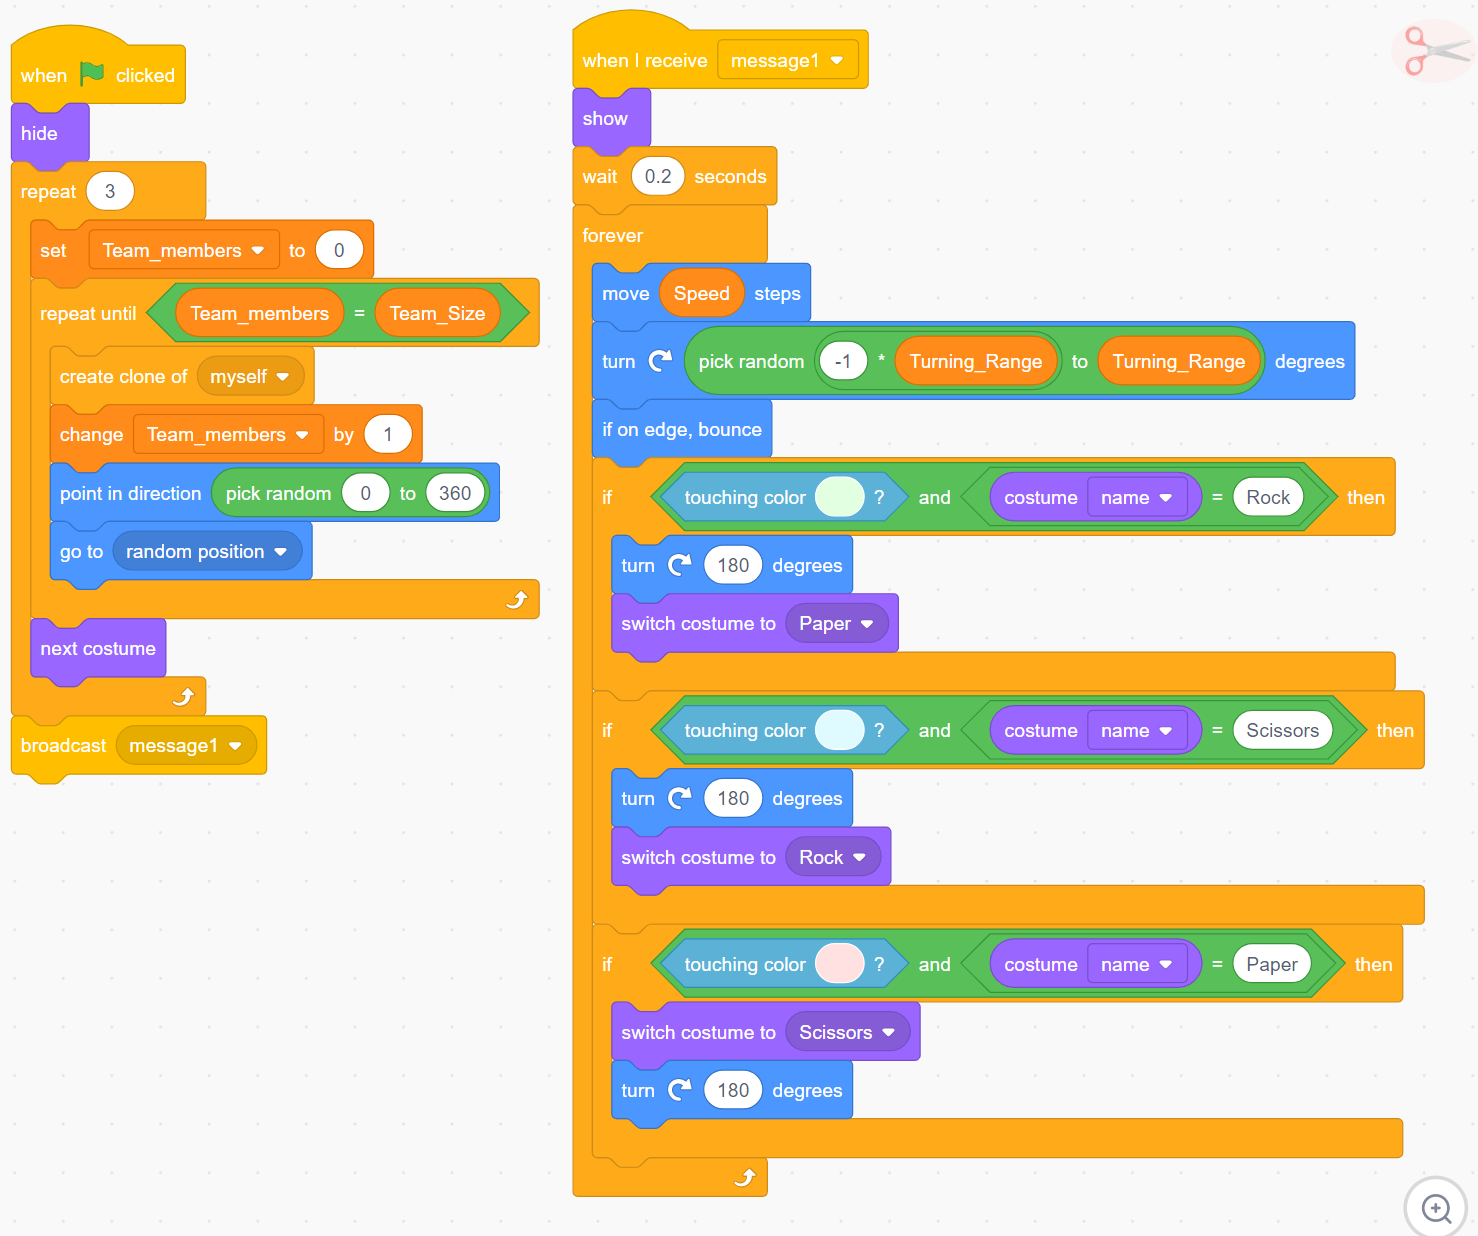 when clicked
hide
repeat 3
set Team_members to 0
repeat until Team_members = Team_Size
create clone of myself
change Team_members by 1
point in direction pick random 0 to 360
go to random position
next costume
broadcast message1
when I receive message1
show
wait 0.2 seconds
forever
move Speed steps
turn pick random -1 * Turning_Range to Turning_Range degrees
if on edge, bounce
if touching color ? and costume name = Rock then
turn 180 degrees
switch costume to Paper
if touching color ? and costume name = Scissors then
turn 180 degrees
switch costume to Rock
if touching color ? and costume name = Paper then
switch costume to Scissors
turn 180 degrees